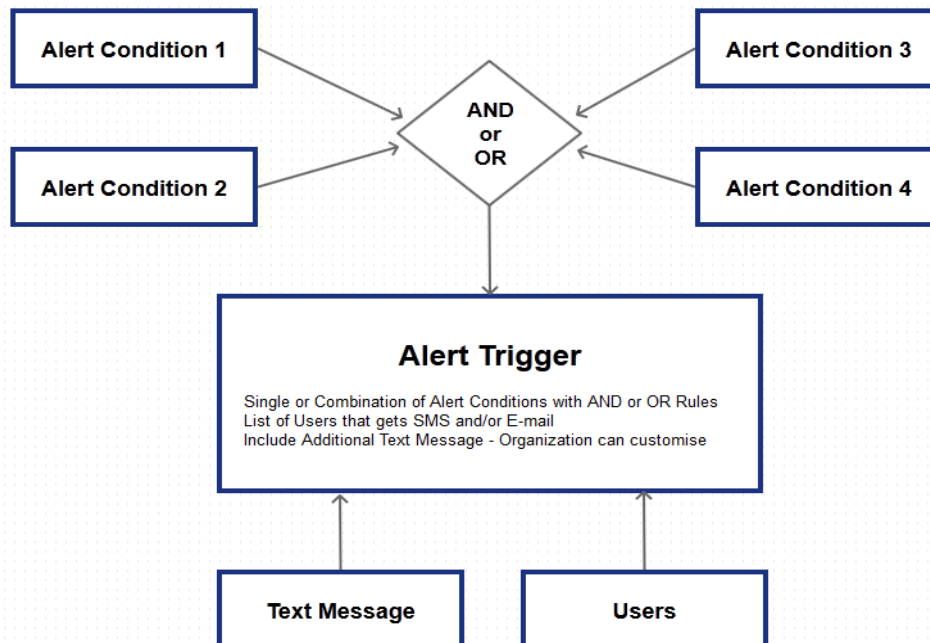 Alert Condition 1
Alert Condition 3
AND
or
OR
Alert Condition 2
Alert Condition 4
Alert Trigger
Single or Combination of Alert Conditions with AND or OR Rules
List of Users that gets SMS and/or E-mail
Include Additional Text Message - Organization can customise
Text Message
Users